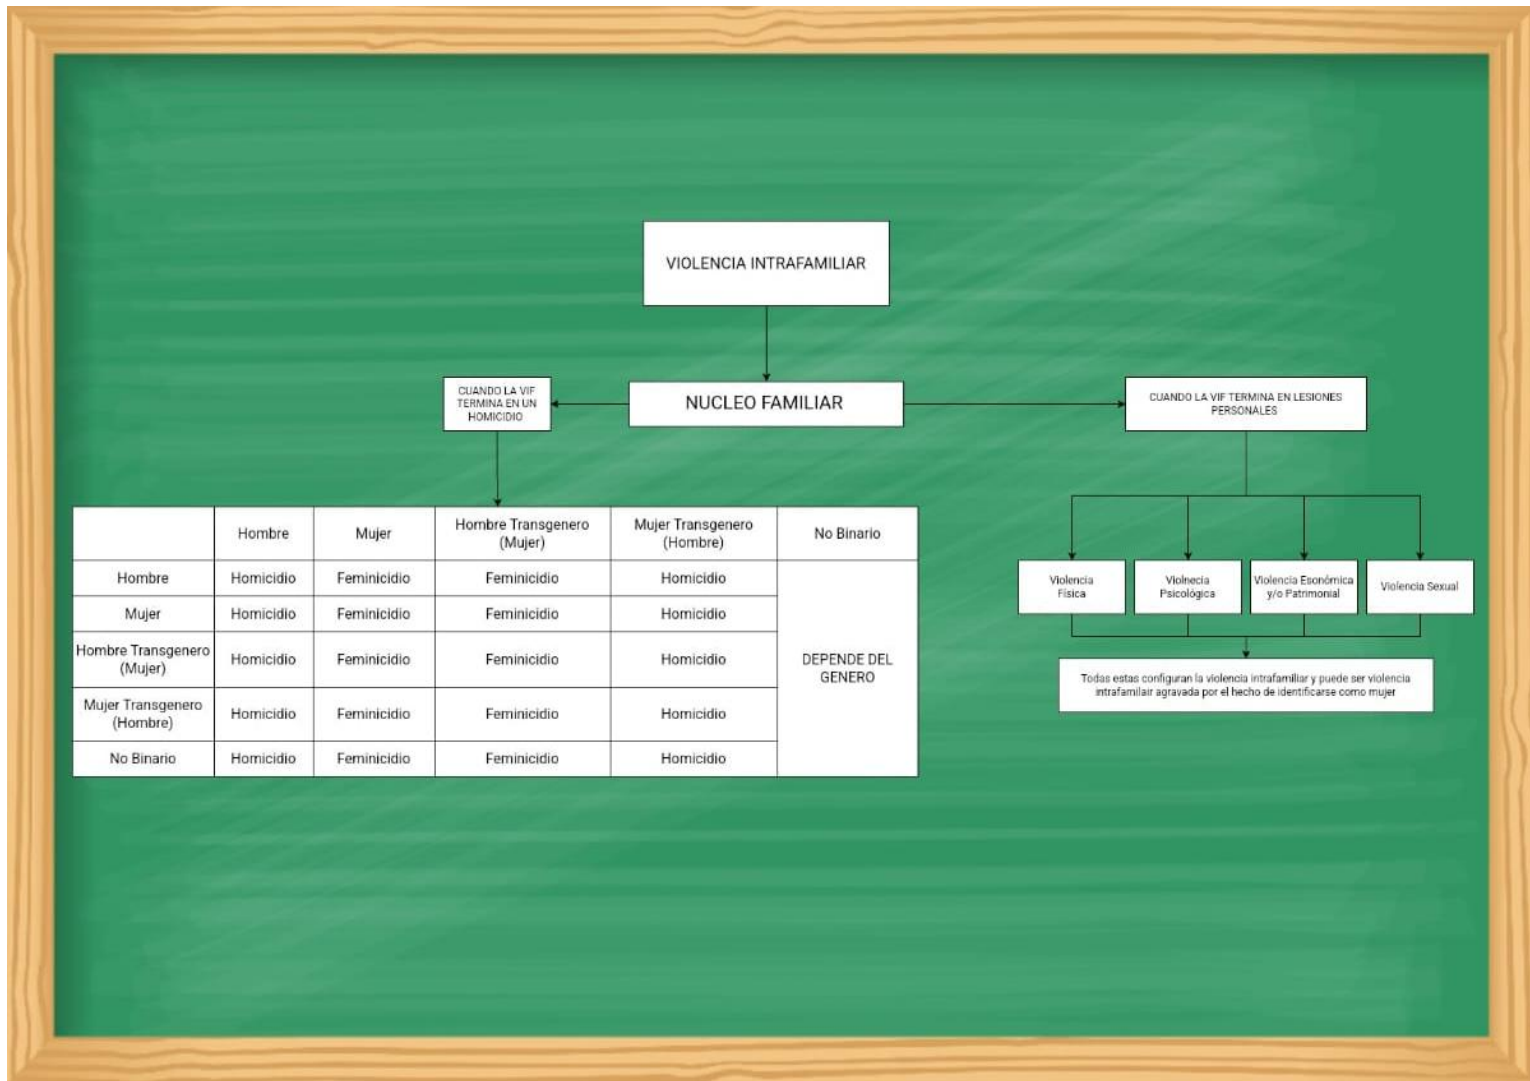 VIOLENCIA INTRAFAMILIAR
NUCLEO FAMILIAR
CUANDO LA VIF
TERMINA EN UN
HOMICIDIO
CUANDO LA VIF TERMINA EN LESIONES
PERSONALES
Hombre Mujer Hombre Transgenero (Mujer) Mujer Transgenero (Hombre) No Binario
Hombre Homicidio Feminicidio Feminicidio Homicidio
Mujer Homicidio Feminicidio Feminicidio Homicidio
Hombre Transgenero (Mujer) Homicidio Feminicidio Feminicidio Homicidio
DEPENDE DEL
GENERO
Mujer Transgenero (Hombre) Homicidio Feminicidio Feminicidio Homicidio
No Binario Homicidio Feminicidio Feminicidio Homicidio
Violencia
Física
Violnecia
Psicológica
Violencia Esonómica
y/o Patrimonial
Violencia Sexual
Todas estas configuran la violencia intrafamiliar y puede ser violencia
intrafamilair agravada por el hecho de identificarse como mujer